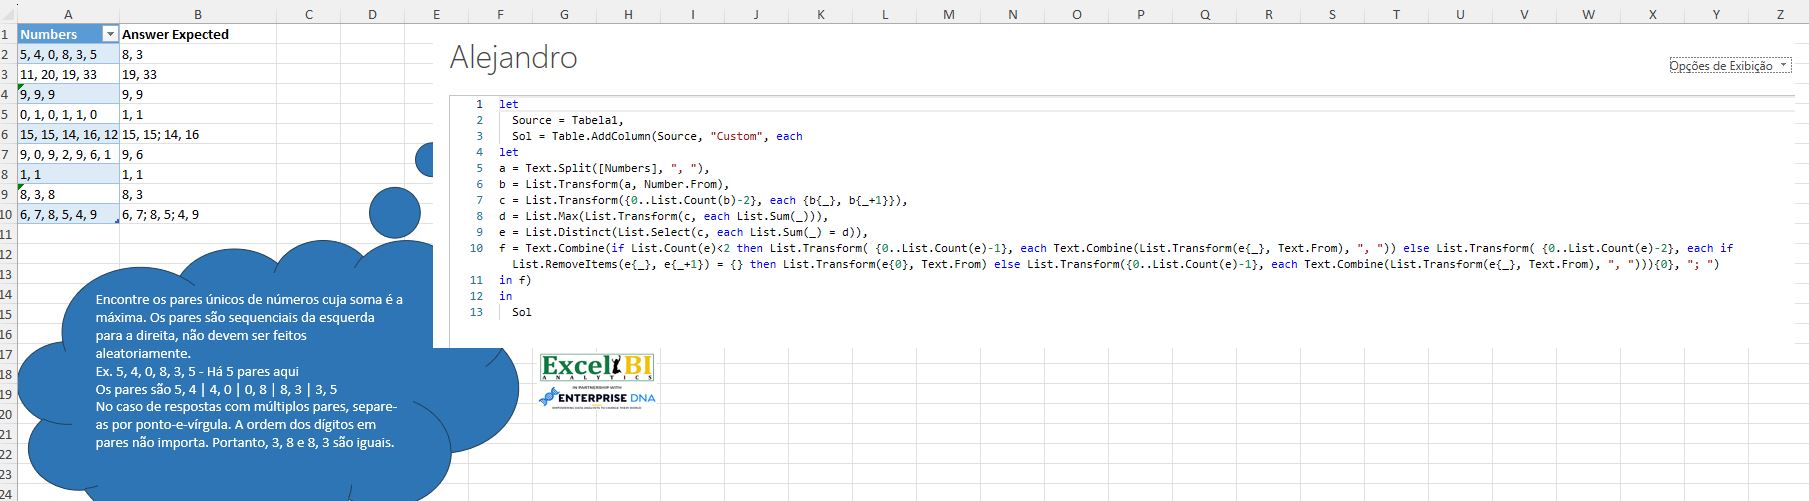 A B C D E F G H I J K L M N O P Q R S T U V W X Y Z
1 Numbers Answer Expected
2 5, 4, 0, 8, 3, 5 8, 3
3 11, 20, 19, 33 19, 33
4 9, 9, 9 9, 9
5 0, 1, 0, 1, 1, 0 1, 1
6 15, 15, 14, 16, 12 15, 15; 14, 16
7 9, 0, 9, 2, 9, 6, 1 9, 6
8 1, 1 1, 1
9 8, 3, 8 8, 3
10 6, 7, 8, 5, 4, 9 6, 7; 8, 5; 4, 9
11
12
13
14
15
16
17
18
19
20
21
22
23
24
Encontre os pares únicos de números cuja soma é a
máxima. Os pares são sequenciais da esquerda
para a direita, não devem ser feitos
aleatoriamente.
Ex. 5, 4, 0, 8, 3, 5 - Há 5 pares aqui
Os pares são 5, 4 | 4, 0 | 0, 8 | 8, 3 | 3, 5
No caso de respostas com múltiplos pares, separe-
as por ponto-e-vírgula. A ordem dos dígitos em
pares não importa. Portanto, 3, 8 e 8, 3 são iguais.
Alejandro
Opções de Exibição
1 let
2 Source = Tabela1,
3 Sol = Table.AddColumn(Source, "Custom", each
4 let
5 a = Text.Split([Numbers], ", "),
6 b = List.Transform(a, Number.From),
7 c = List.Transform({0..List.Count(b)-2}, each {b{_}, b{_+1}}),
8 d = List.Max(List.Transform(c, each List.Sum(_))),
9 e = List.Distinct(List.Select(c, each List.Sum(_) = d)),
10 f = Text.Combine(if List.Count(e)<2 then List.Transform( {0..List.Count(e)-1}, each Text.Combine(List.Transform(e{_}, Text.From), ", ")) else List.Transform( {0..List.Count(e)-2}, each if
List.RemoveItems(e{_}, e{_+1}) = {} then List.Transform(e{0}, Text.From) else List.Transform({0..List.Count(e)-1}, each Text.Combine(List.Transform(e{_}, Text.From), ", "))){0}, "; ")
11 in f)
12 in
13 Sol
Excel BI
ANALYTICS
IN PARTNERSHIP WITH
ENTERPRISE DNA